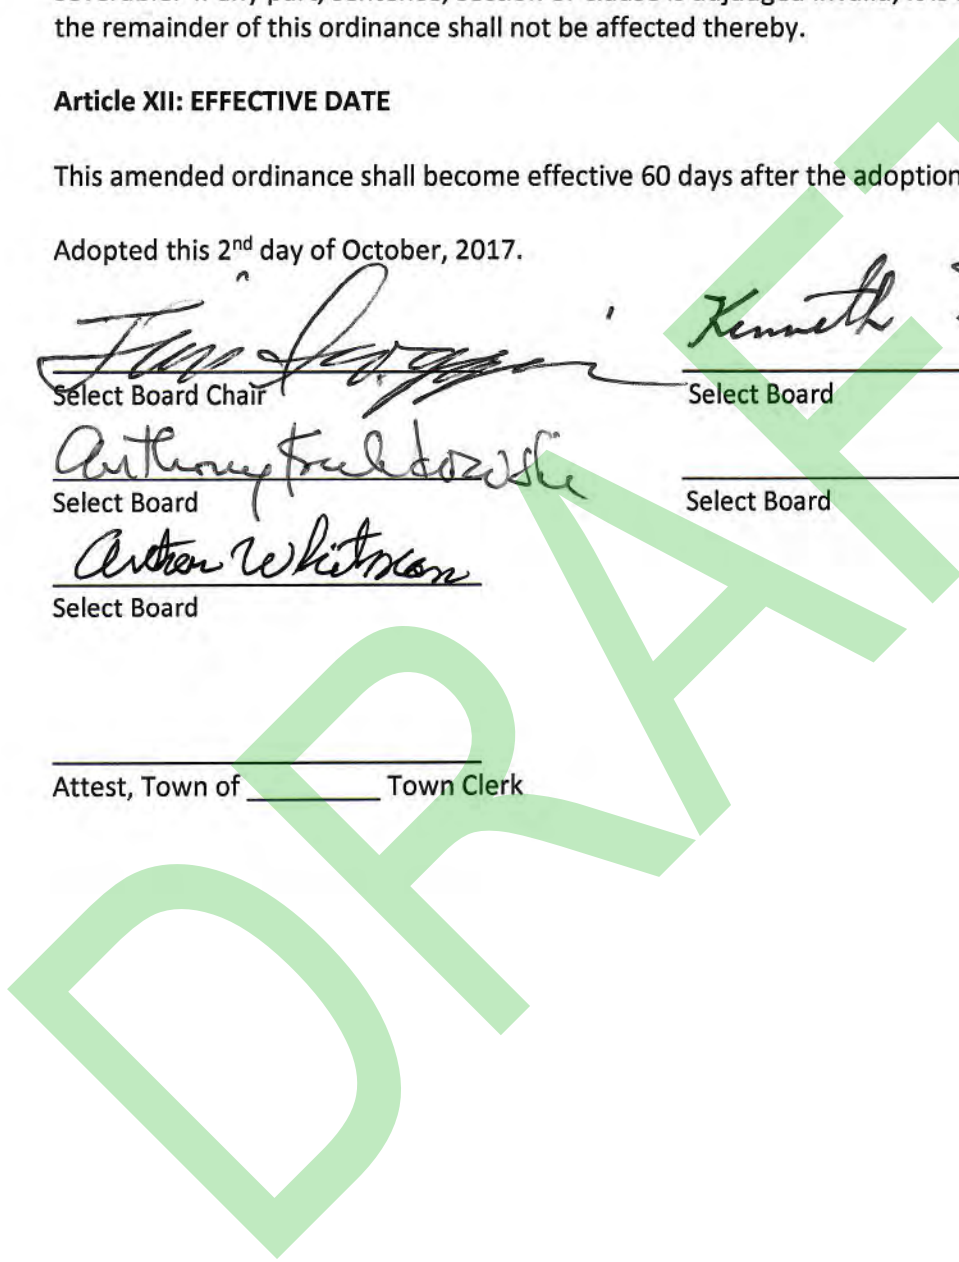 the remainder of this ordinance shall not be affected thereby.
Article XII: EFFECTIVE DATE
This amended ordinance shall become effective 60 days after the adoption
Adopted this 2nd day of October, 2017.
Kenneth
Select Board Chair
Select Board
Anthony
Select Board
Select Board
Arthur Whitman
Select Board
Attest, Town of ________ Town Clerk
DRAFT